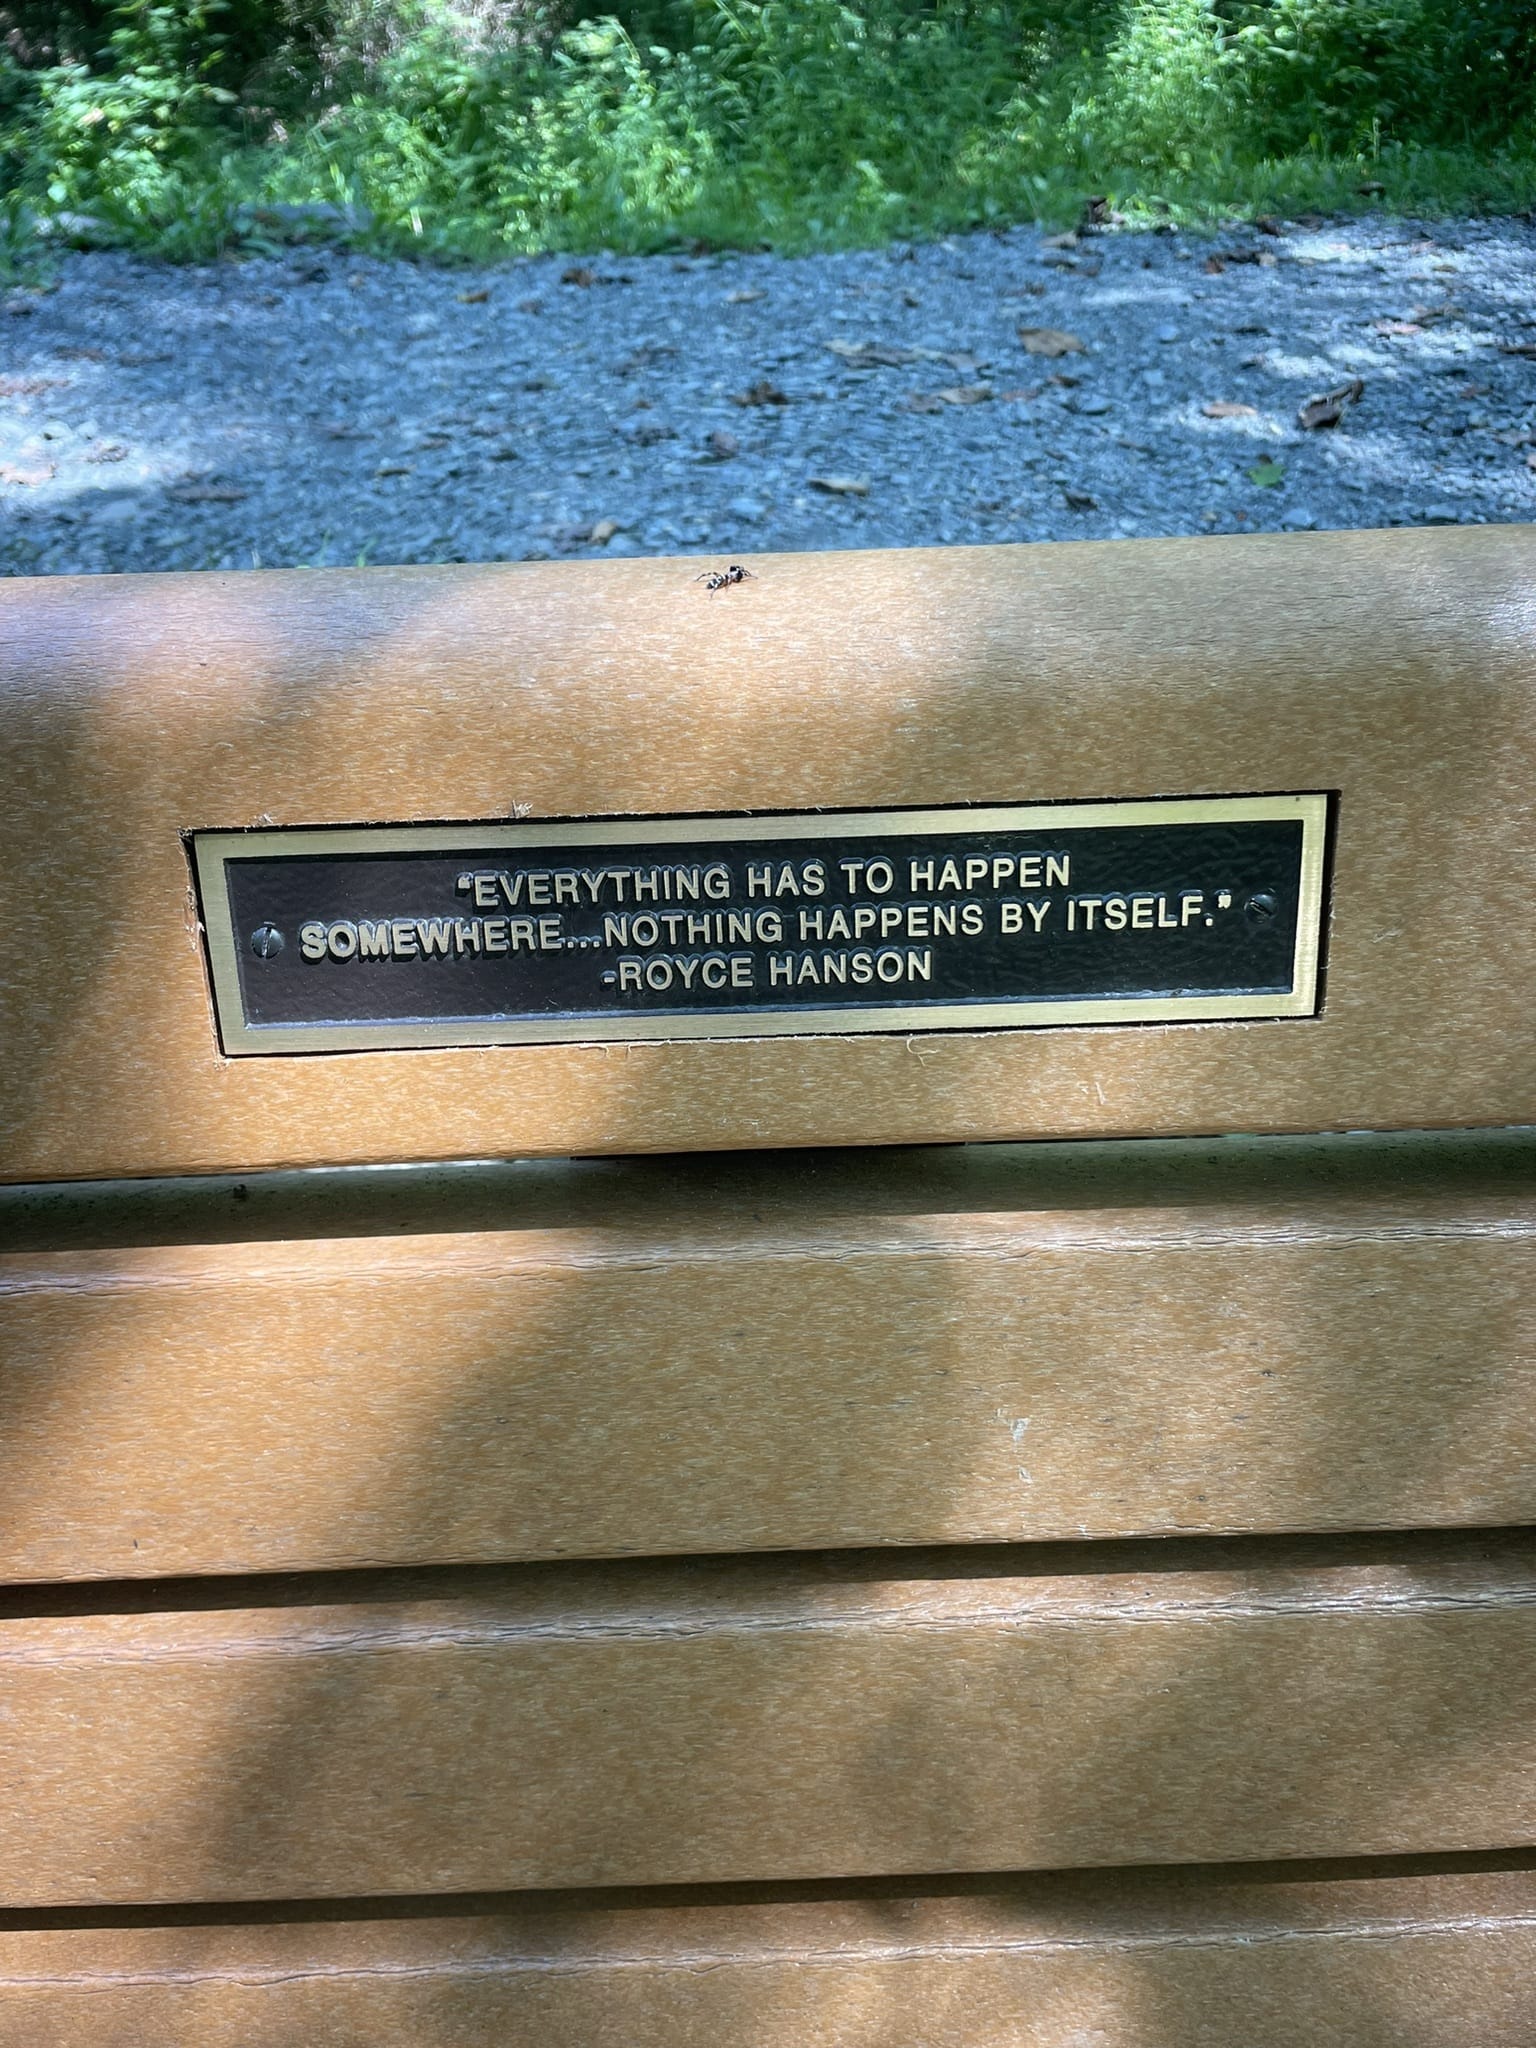 “EVERYTHING HAS TO HAPPEN
SOMEWHERE...NOTHING HAPPENS BY ITSELF.”
-ROYCE HANSON